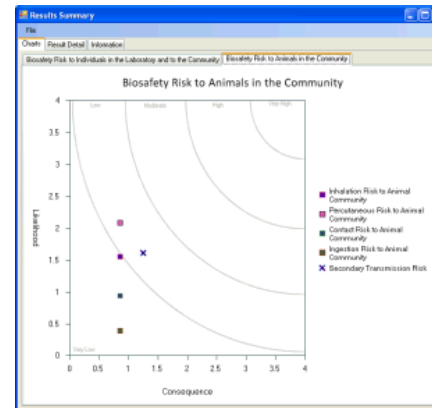 Results Summary
File
Charts Result Detail Information
Biosafety Risk to Individuals in the Laboratory and to the Community Biosafety Risk to Animals in the Community
Biosafety Risk to Animals in the Community
4
3.5
3
2.5
2
1.5
1
0.5
0
Likelihood
Low Moderate High Very High
Very Low
0 0.5 1 1.5 2 2.5 3 3.5 4
Consequence
Inhalation Risk to Animal
Community
Percutaneous Risk to Animal
Community
Contact Risk to Animal
Community
Ingestion Risk to Animal
Community
Secondary Transmission Risk